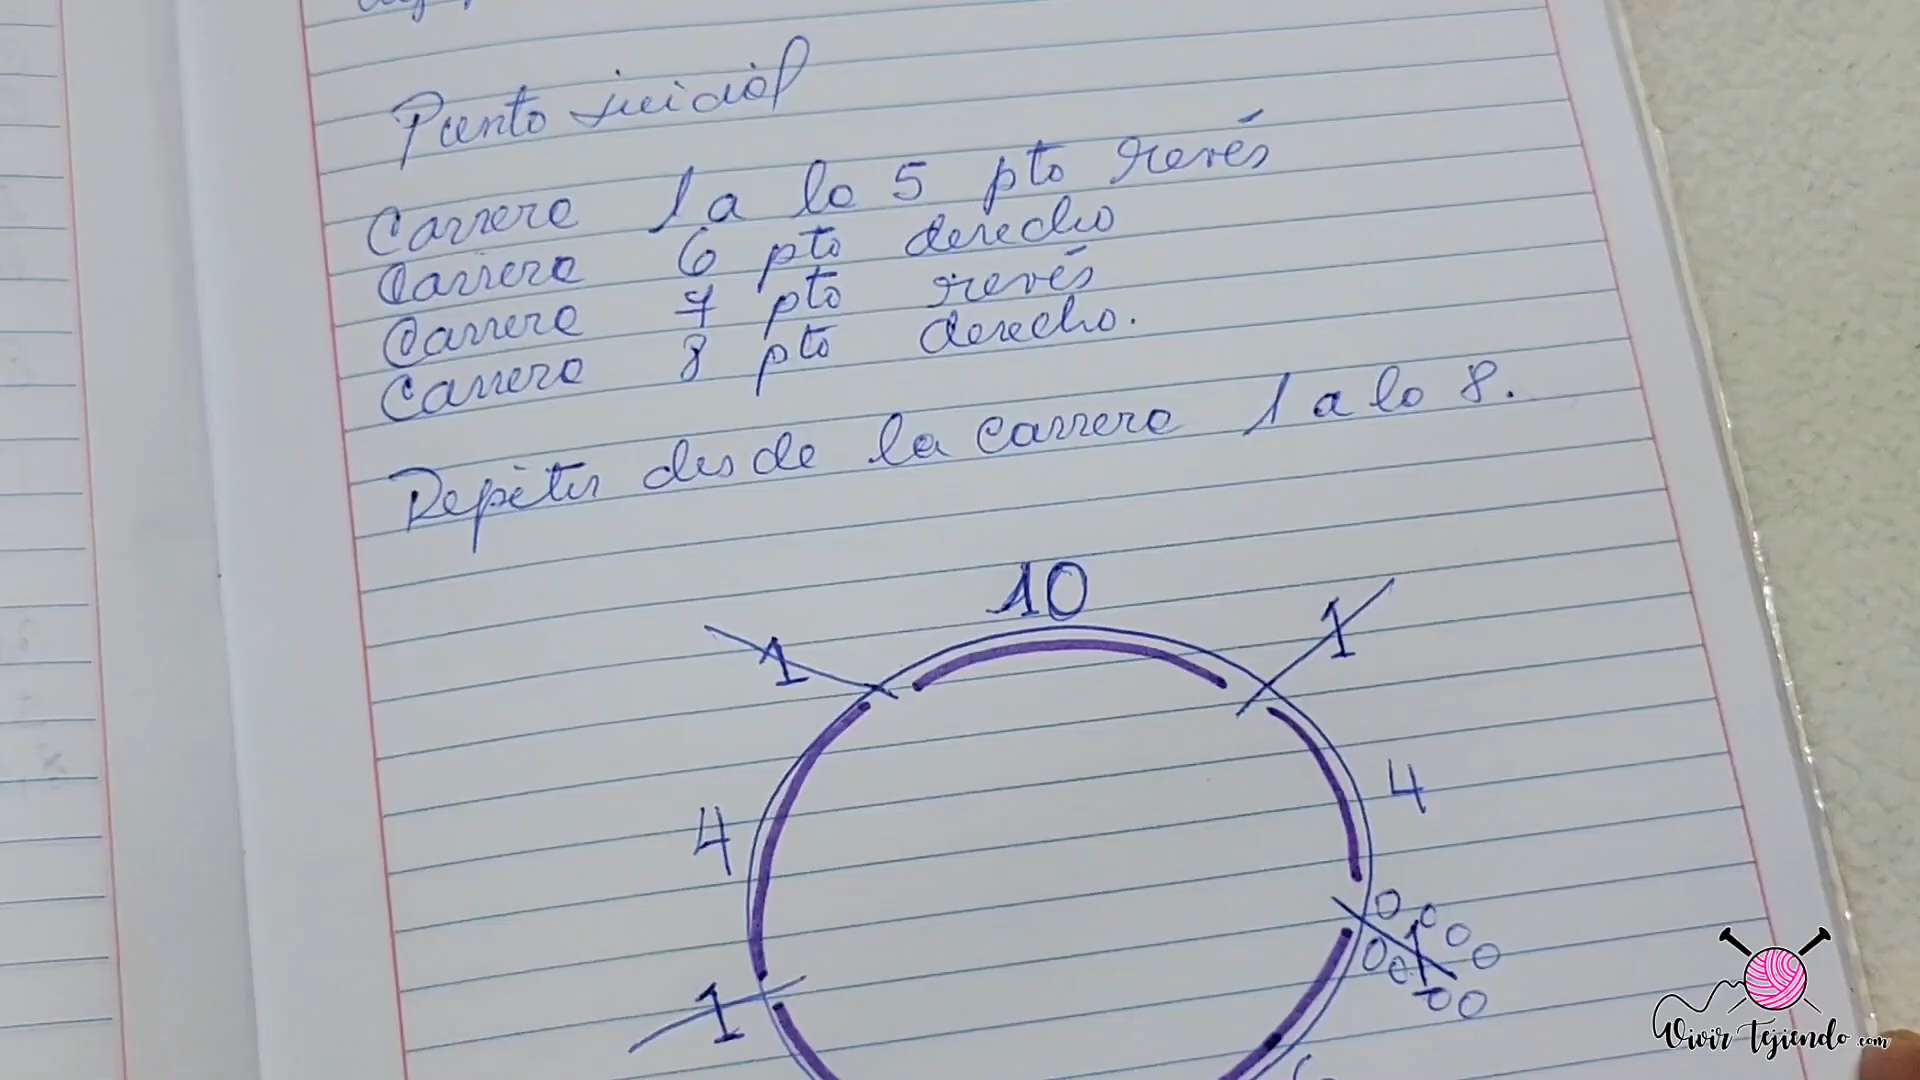 Punto inicial
Carrera 1 a la 5 pto revés
Carrera 6 pto derecho
Carrera 7 pto revés
Carrera 8 pto derecho.
Repetir desde la carrera 1 a la 8.
10
1
1
4
4
1
1
Vivir Tejiendo.com